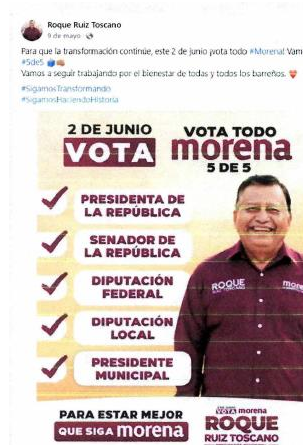 Roque Ruiz Toscano
9 de mayo
Para que la transformación continúe, este 2 de junio vota todo #Morena! Vam
#5de5
Vamos a seguir trabajando por el bienestar de todas y todos los barreños.
#SigamosTransformando
#SigamosHaciendoHistoria
2 DE JUNIO
VOTA
VOTA TODO
morena
5 DE 5
PRESIDENTA DE
LA REPÚBLICA
SENADOR DE
LA REPÚBLICA
DIPUTACIÓN
FEDERAL
DIPUTACIÓN
LOCAL
PRESIDENTE
MUNICIPAL
ROQUE
RUIZ TOSCANO
more
PARA ESTAR MEJOR
QUE SIGA morena
VOTA morena
ROQUE
RUIZ TOSCANO